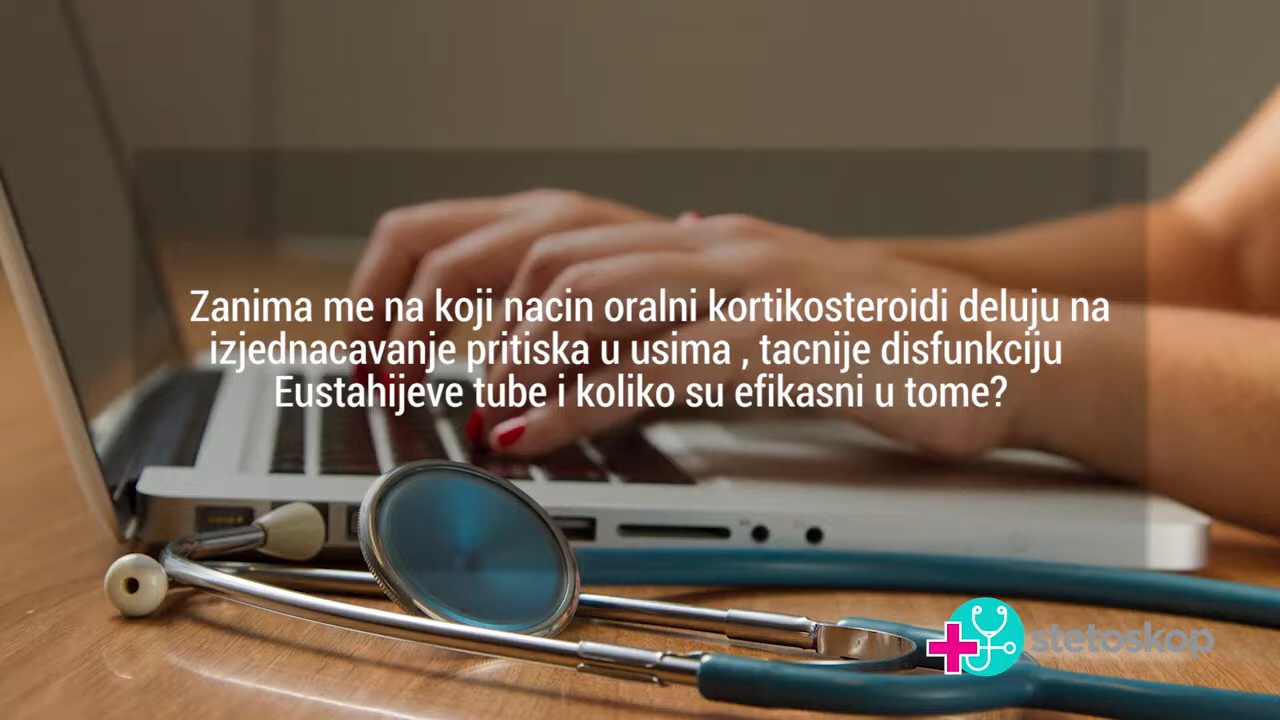 Zanima me na koji nacin oralni kortikosteroidi deluju na
izjednacavanje pritiska u usima , tacnije disfunkciju
Eustahijeve tube i koliko su efikasni u tome?
stetoskop